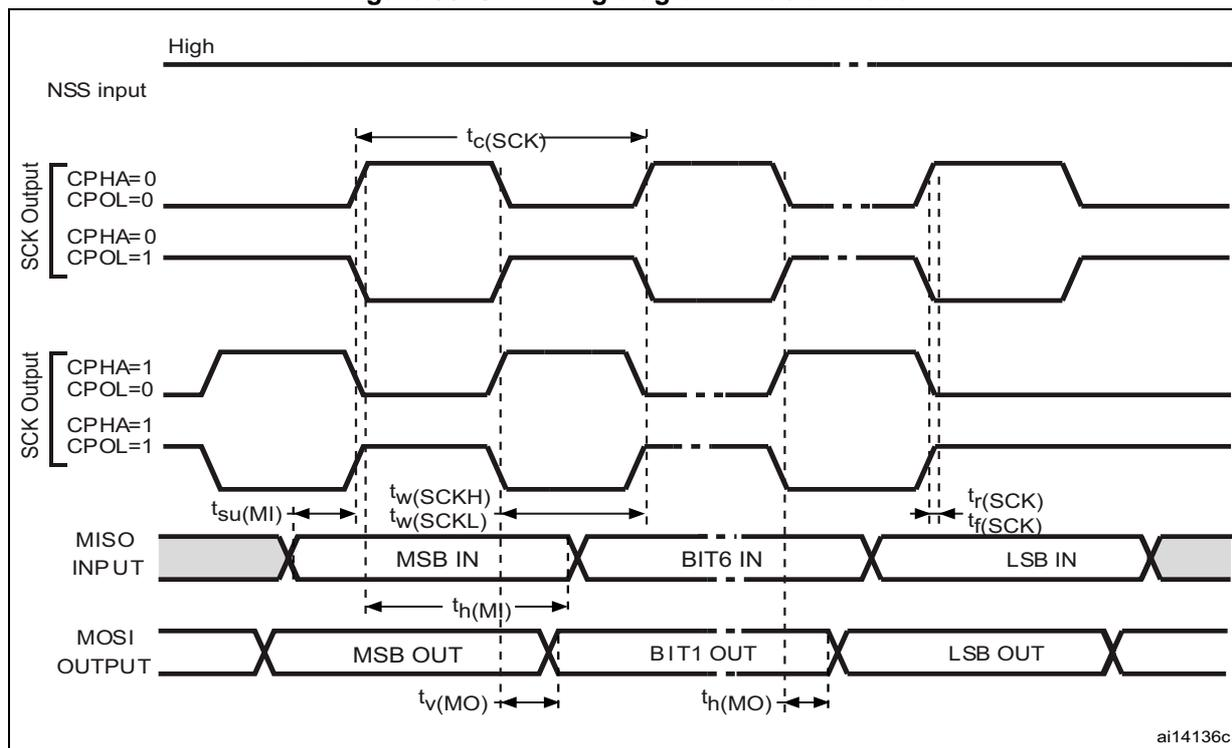 High
NSS input
tc(SCK)
SCK Output
CPHA=0
CPOL=0
CPHA=0
CPOL=1
SCK Output
CPHA=1
CPOL=0
CPHA=1
CPOL=1
tsu(MI)
tw(SCKH)
tw(SCKL)
tr(SCK)
tf(SCK)
MISO
INPUT
MSB IN
BIT6 IN
LSB IN
th(MI)
MOSI
OUTPUT
MSB OUT
BIT1 OUT
LSB OUT
tv(MO)
th(MO)
ai14136c